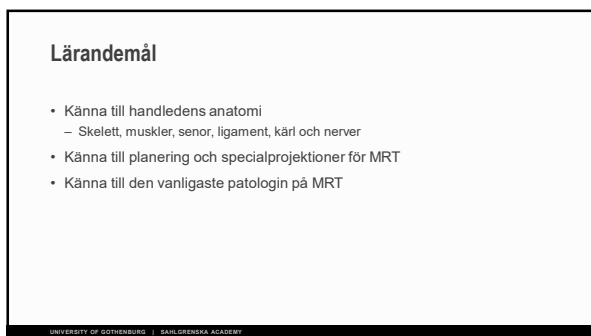 Lärandemål
• Känna till handledens anatomi
– Skelett, muskler, senor, ligament, kärl och nerver
• Känna till planering och specialprojektioner för MRT
• Känna till den vanligaste patologin på MRT
UNIVERSITY OF GOTHENBURG | SAHLGRENSKA ACADEMY